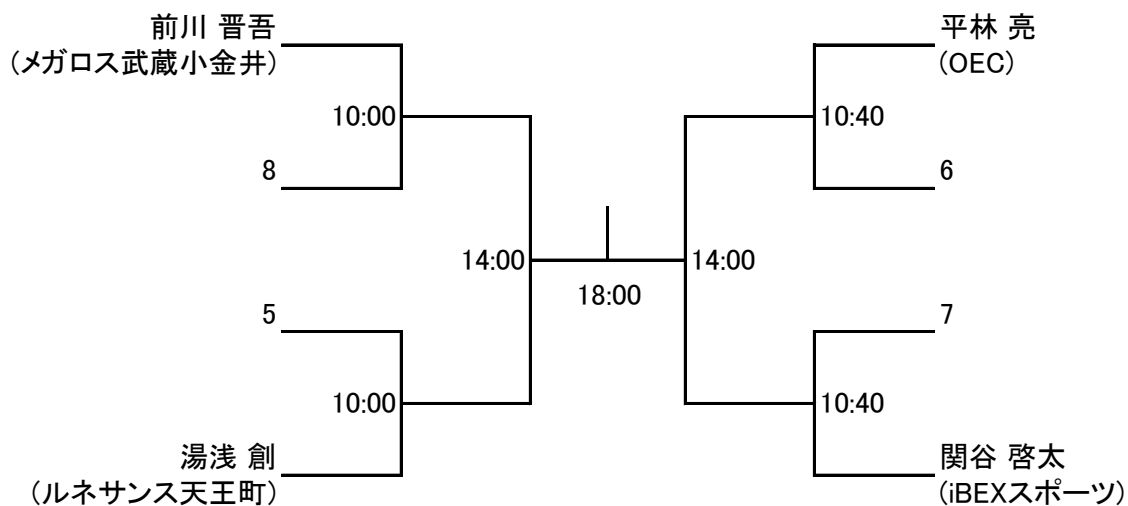 前川 晋吾
(メガロス武蔵小金井)
10:00
8
14:00
5
10:00
湯浅 創
(ルネサンス天王町)
18:00
平林 亮
(OEC)
10:40
6
14:00
7
10:40
関谷 啓太
(iBEXスポーツ)